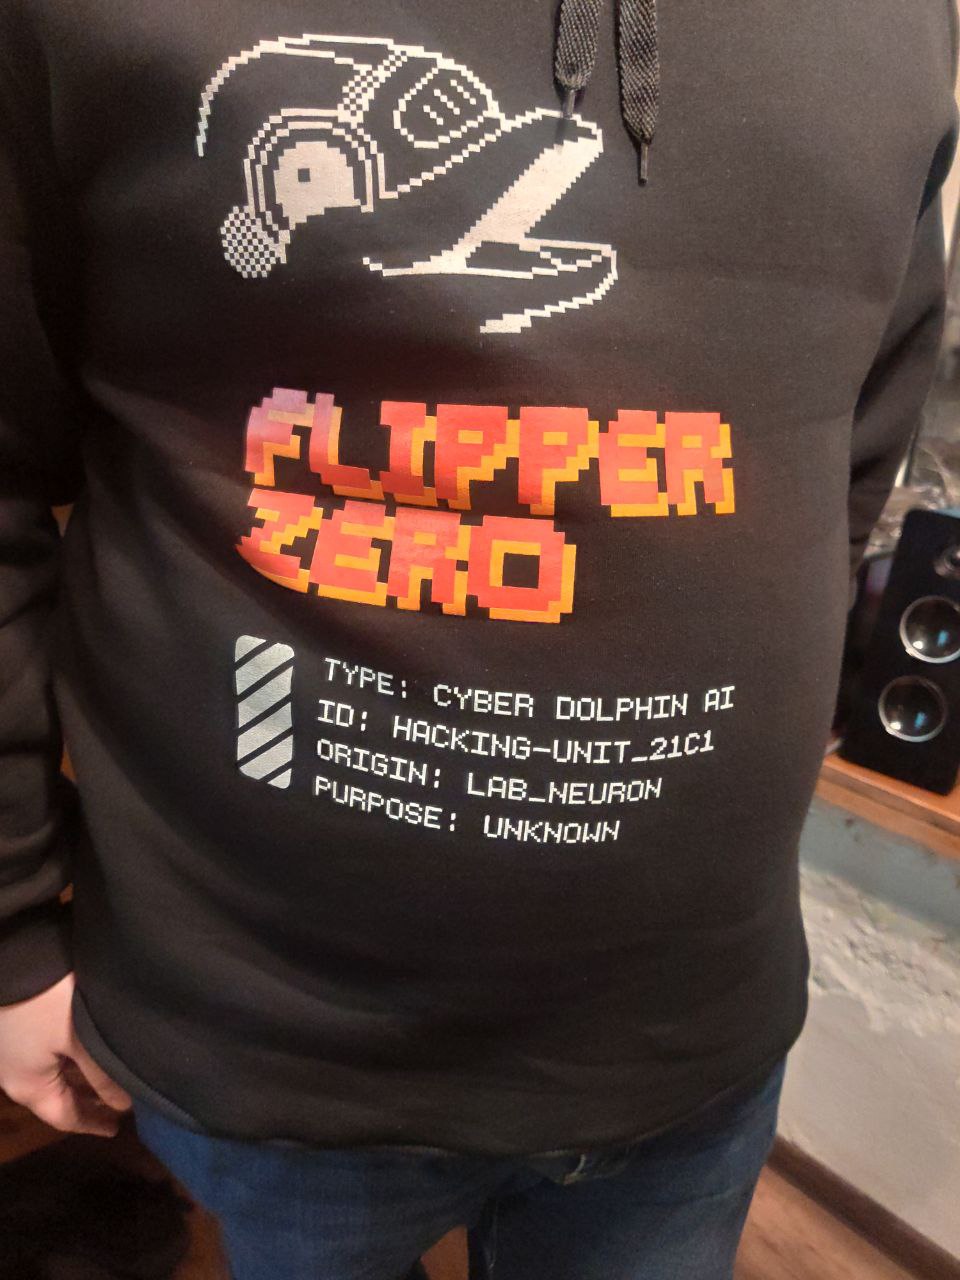 FLIPPER
ZERO
TYPE: CYBER DOLPHIN AI
ID: HACKING-UNIT_21C1
ORIGIN: LAB_NEURON
PURPOSE: UNKNOWN